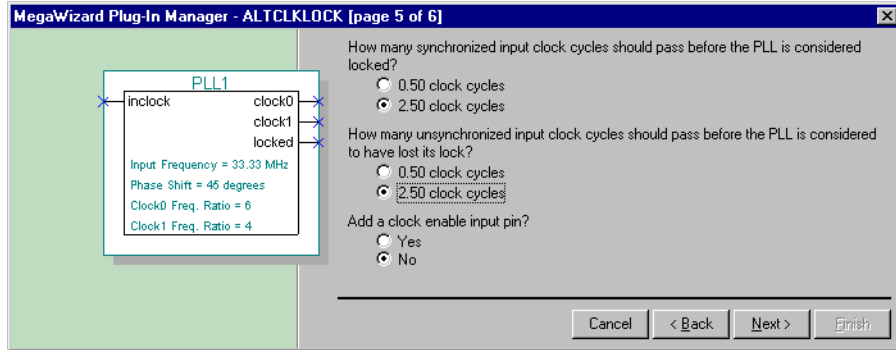 MegaWizard Plug-In Manager - ALTCLKLOCK [page 5 of 6]
How many synchronized input clock cycles should pass before the PLL is considered
locked?
0.50 clock cycles
2.50 clock cycles
How many unsynchronized input clock cycles should pass before the PLL is considered
to have lost its lock?
0.50 clock cycles
2.50 clock cycles
Add a clock enable input pin?
Yes
No
PLL1
inclock clock0
clock1
locked
Input Frequency = 33.33 MHz
Phase Shift = 45 degrees
Clock0 Freq. Ratio = 6
Clock1 Freq. Ratio = 4
Cancel < Back Next > Finish